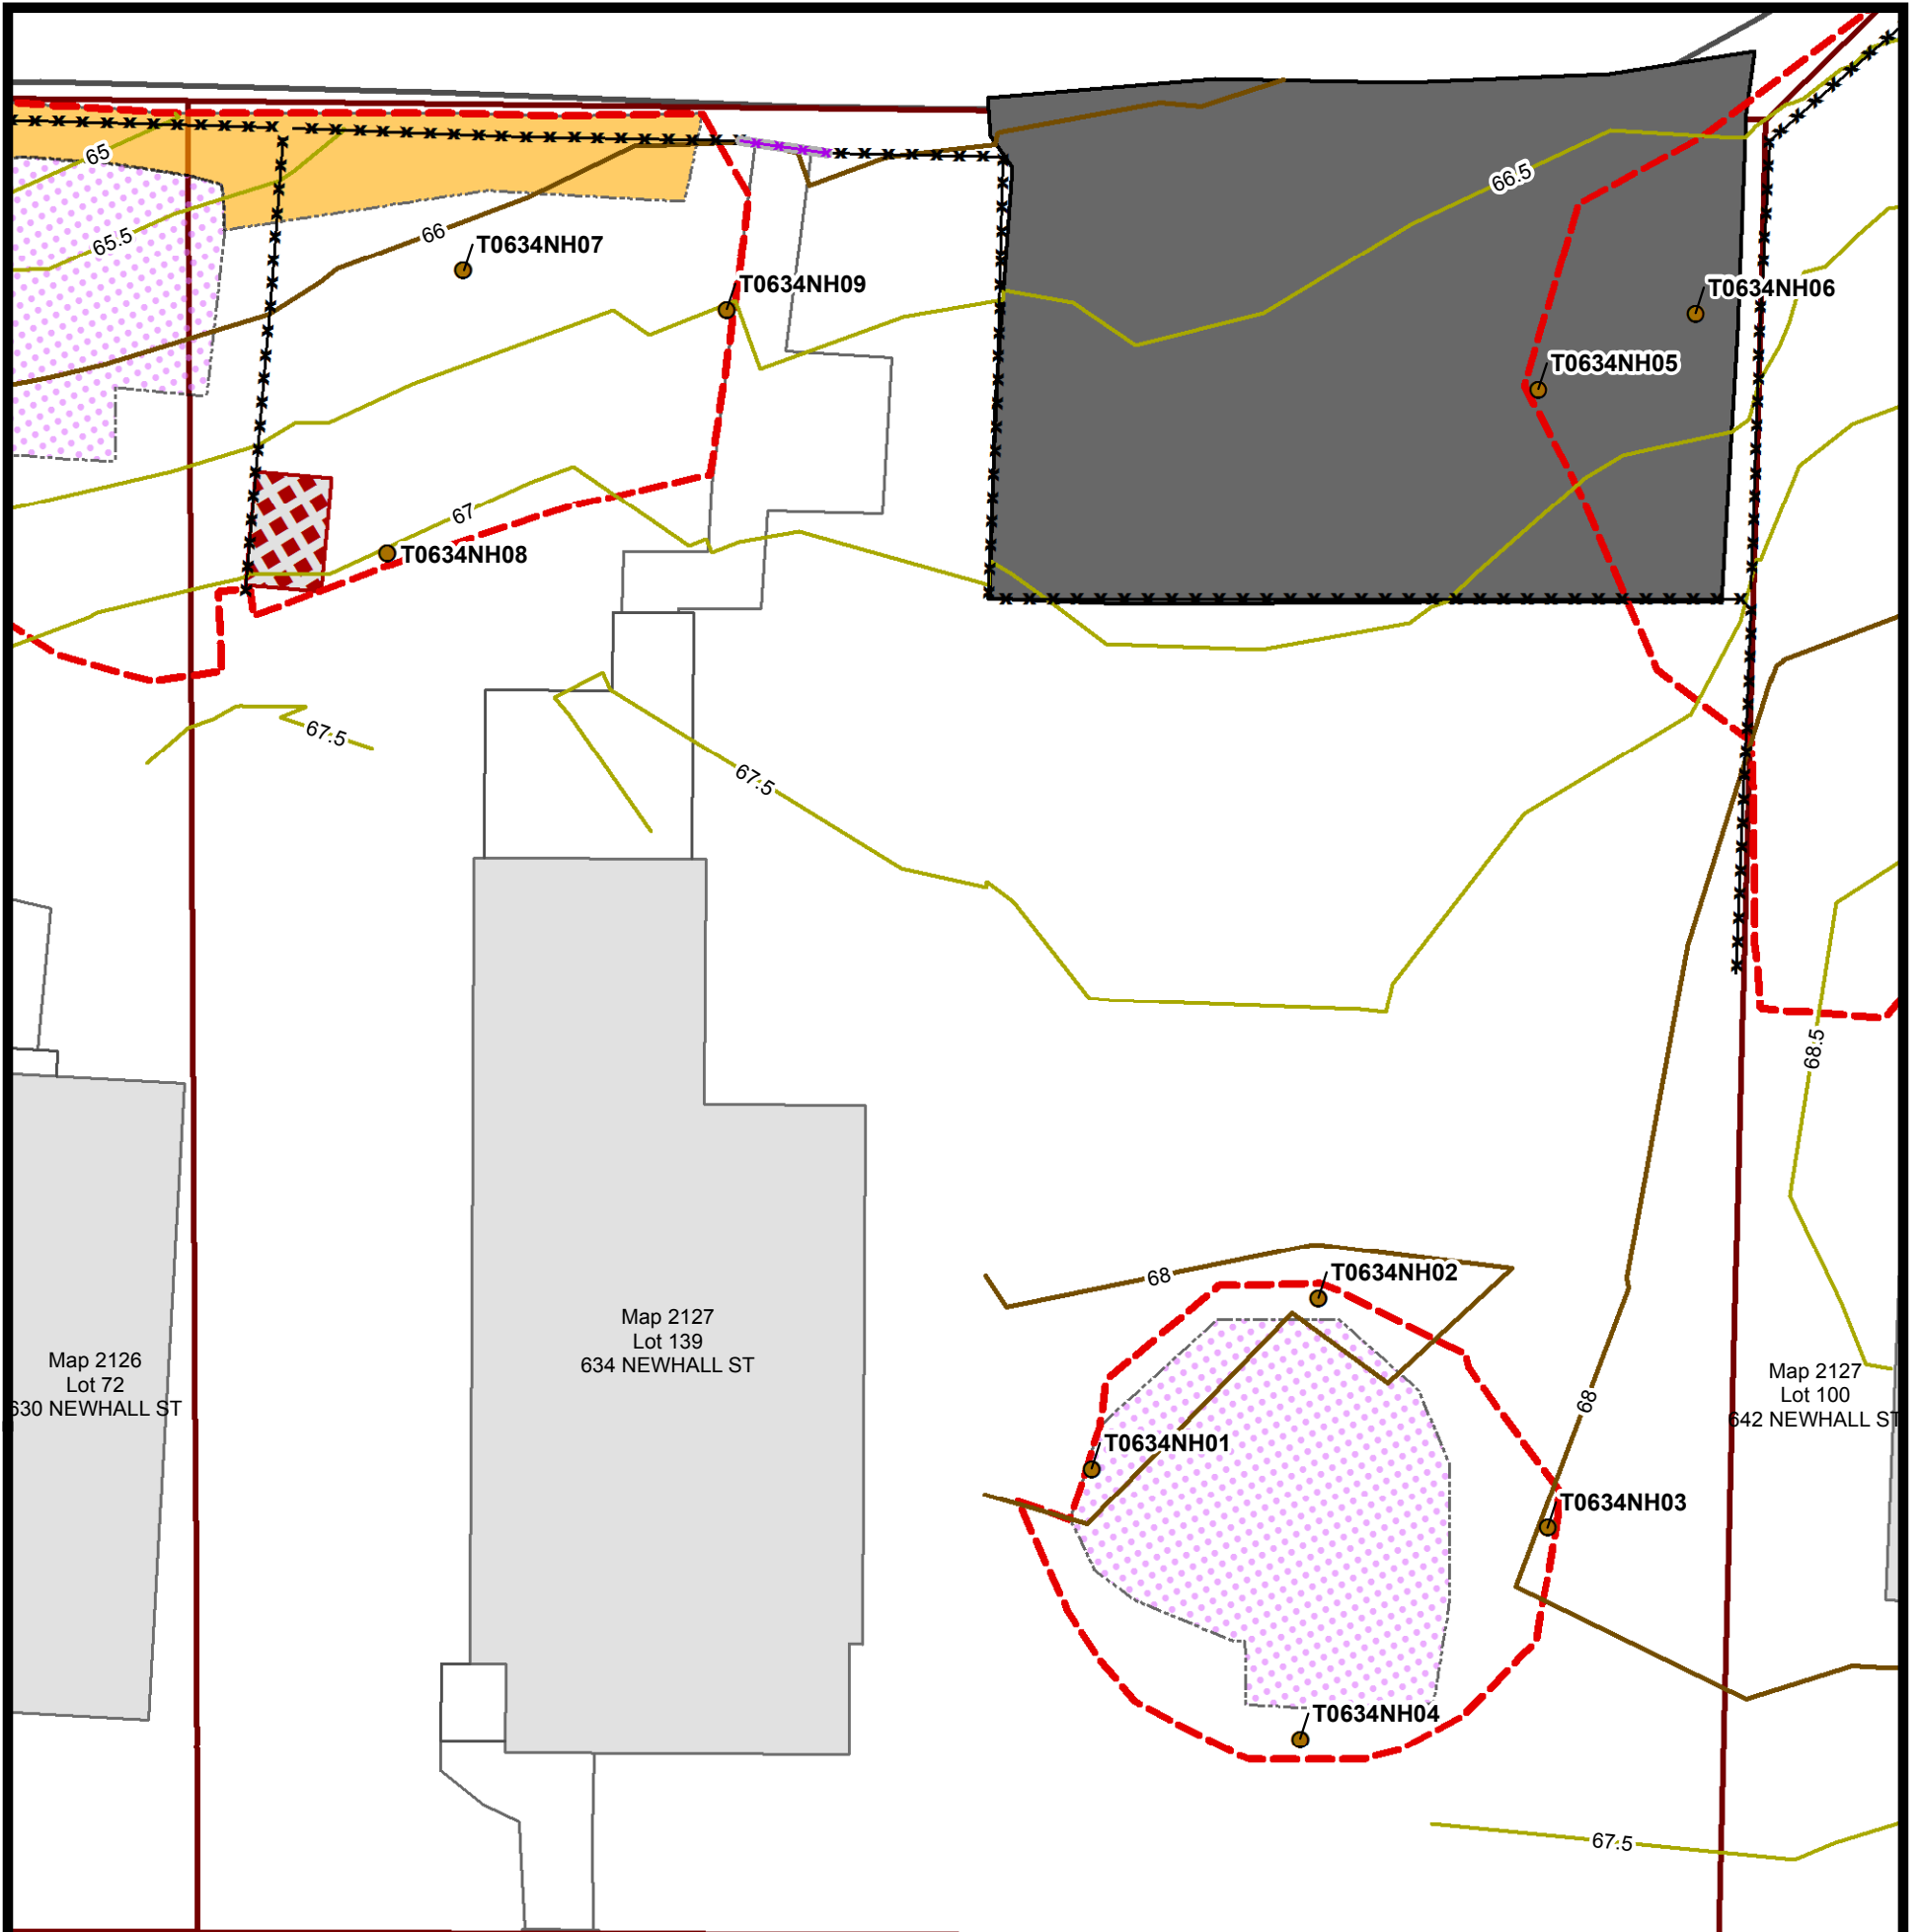 65
66.5
65.5
66
T0634NH07
T0634NH09
T0634NH06
T0634NH05
67
T0634NH08
67.5
67.5
68.5
T0634NH02
68
Map 2127
Lot 139
634 NEWHALL ST
Map 2126
Lot 72
630 NEWHALL ST
Map 2127
Lot 100
642 NEWHALL ST
68
T0634NH01
T0634NH03
T0634NH04
67.5